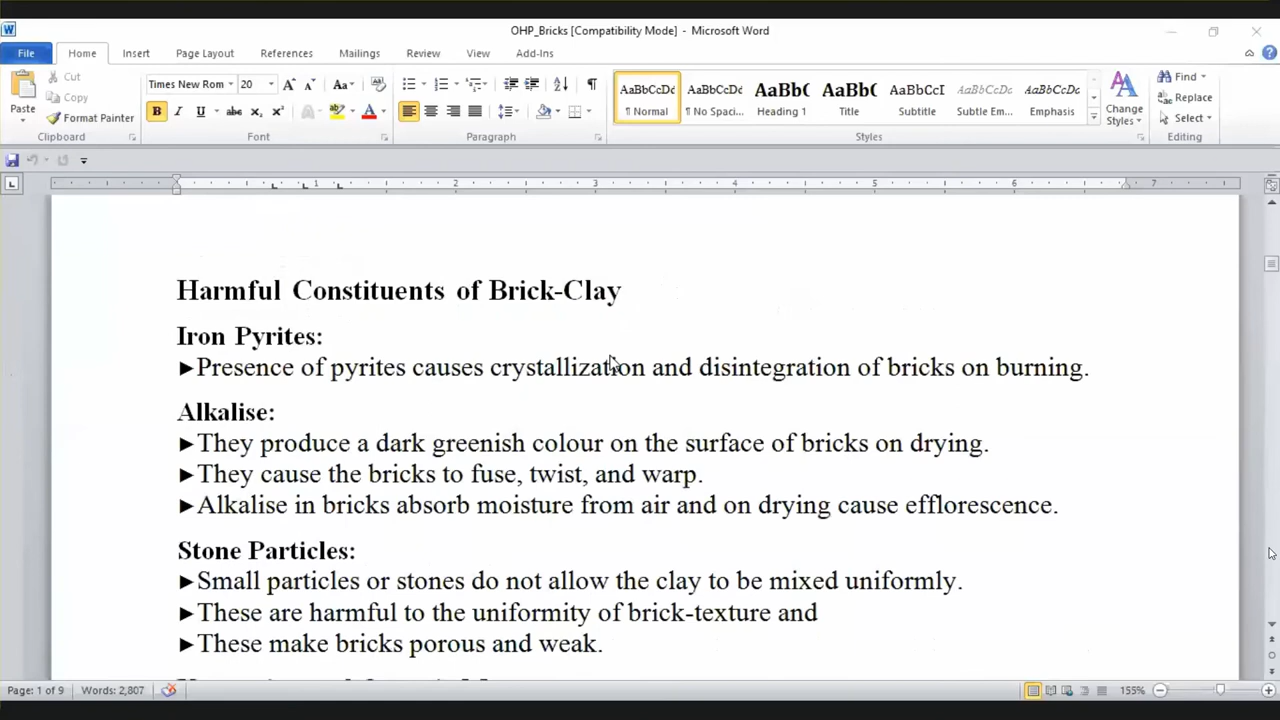 OHP_Bricks [Compatibility Mode] - Microsoft Word
File Home Insert Page Layout References Mailings Review View Add-Ins
Paste
Cut
Copy
Format Painter
Clipboard
Times New Rom 20
Font
Paragraph
AaBbCcDc AaBbCcDc AaBbC AaBbC AaBbCcI AaBbCcDc AaBbCcDc
¶ Normal ¶ No Spaci... Heading 1 Title Subtitle Subtle Em... Emphasis
Change Styles
Styles
Find
Replace
Select
Editing
1 2 3 4 5 6 7
Harmful Constituents of Brick-Clay
Iron Pyrites:
►Presence of pyrites causes crystallization and disintegration of bricks on burning.
Alkalise:
►They produce a dark greenish colour on the surface of bricks on drying.
►They cause the bricks to fuse, twist, and warp.
►Alkalise in bricks absorb moisture from air and on drying cause efflorescence.
Stone Particles:
►Small particles or stones do not allow the clay to be mixed uniformly.
►These are harmful to the uniformity of brick-texture and
►These make bricks porous and weak.
Page: 1 of 9 Words: 2,807 155%